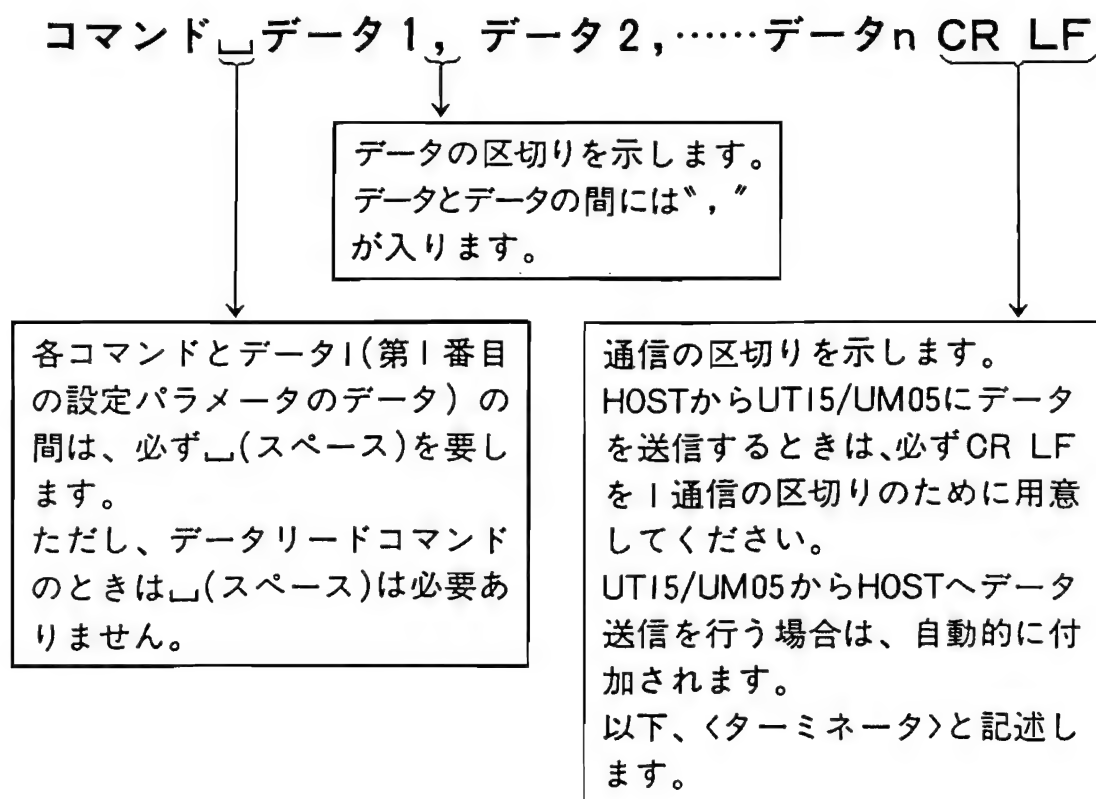 コマンド␣データ1, データ2,……データn CR LF
データの区切りを示します。
データとデータの間には〝，〞
が入ります。
各コマンドとデータ1(第1番目
の設定パラメータのデータ)の
間は、必ず␣(スペース)を要し
ます。
ただし、データリードコマンド
のときは␣(スペース)は必要あ
りません。
通信の区切りを示します。
HOSTからUT15/UM05にデータ
を送信するときは、必ずCR LF
を1通信の区切りのために用意
してください。
UT15/UM05からHOSTへデータ
送信を行う場合は、自動的に付
加されます。
以下、〈ターミネータ〉と記述し
ます。